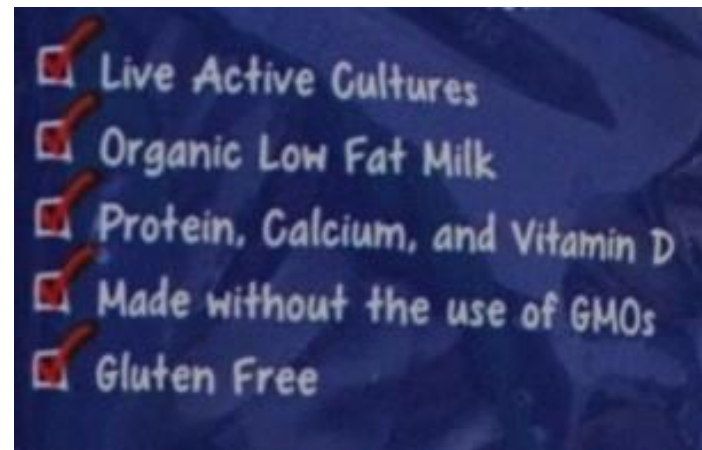 Live Active Cultures
Organic Low Fat Milk
Protein, Calcium, and Vitamin D
Made without the use of GMOs
Gluten Free